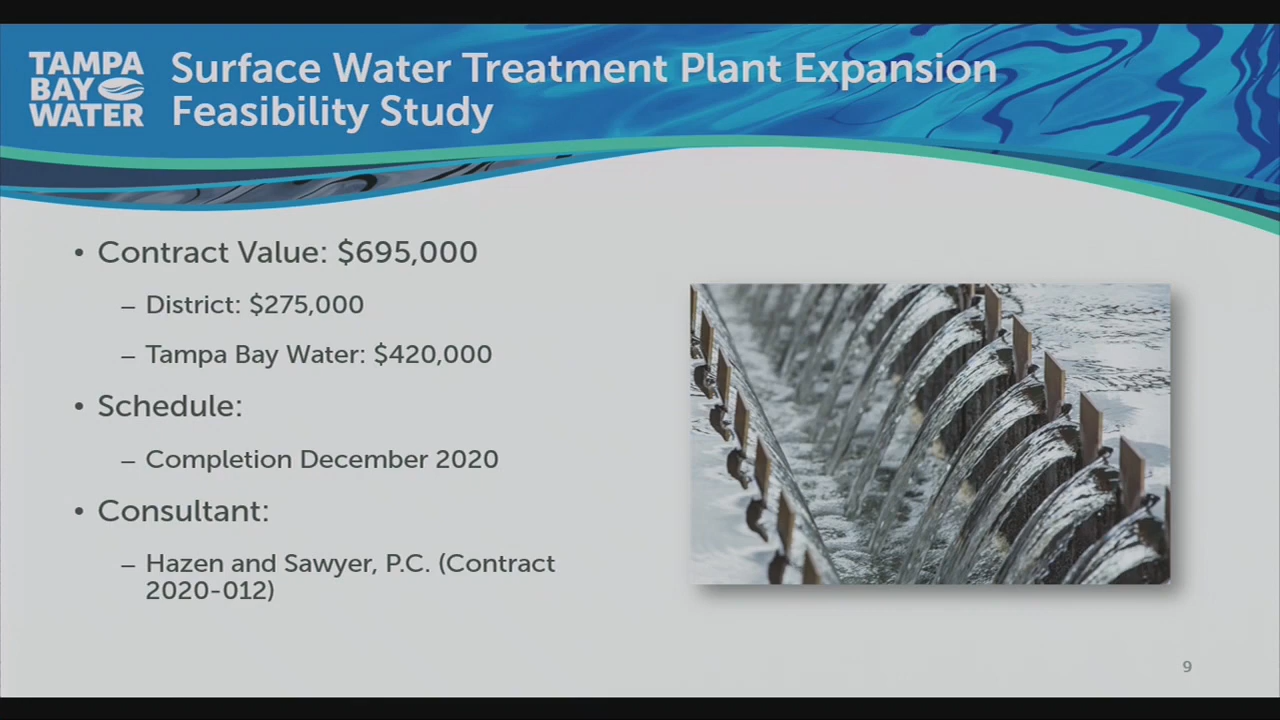 TAMPA
BAY
WATER
Surface Water Treatment Plant Expansion
Feasibility Study
• Contract Value: $695,000
– District: $275,000
– Tampa Bay Water: $420,000
• Schedule:
– Completion December 2020
• Consultant:
– Hazen and Sawyer, P.C. (Contract
2020-012)
9